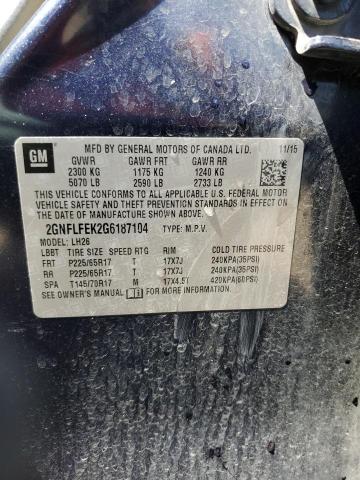 GM
MFD BY GENERAL MOTORS OF CANADA LTD. 11/15
GVWR GAWR FRT GAWR RR
2300 KG 1175 KG 1240 KG
5070 LB 2590 LB 2733 LB
THIS VEHICLE CONFORMS TO ALL APPLICABLE U.S. FEDERAL MOTOR
VEHICLE SAFETY, BUMPER, AND THEFT PREVENTION STANDARDS
IN EFFECT ON THE DATE OF MANUFACTURE SHOWN ABOVE.
2GNFLFEK2G6187104 TYPE: M.P.V.
MODEL: LH26
LBBT TIRE SIZE SPEED RTG RIM COLD TIRE PRESSURE
FRT P225/65R17 T 17X7J 240KPA(35PSI)
RR P225/65R17 T 17X7J 240KPA(35PSI)
SPA T145/70R17 M 17X4.5T 420KPA(60PSI)
SEE OWNER'S MANUAL FOR MORE INFORMATION